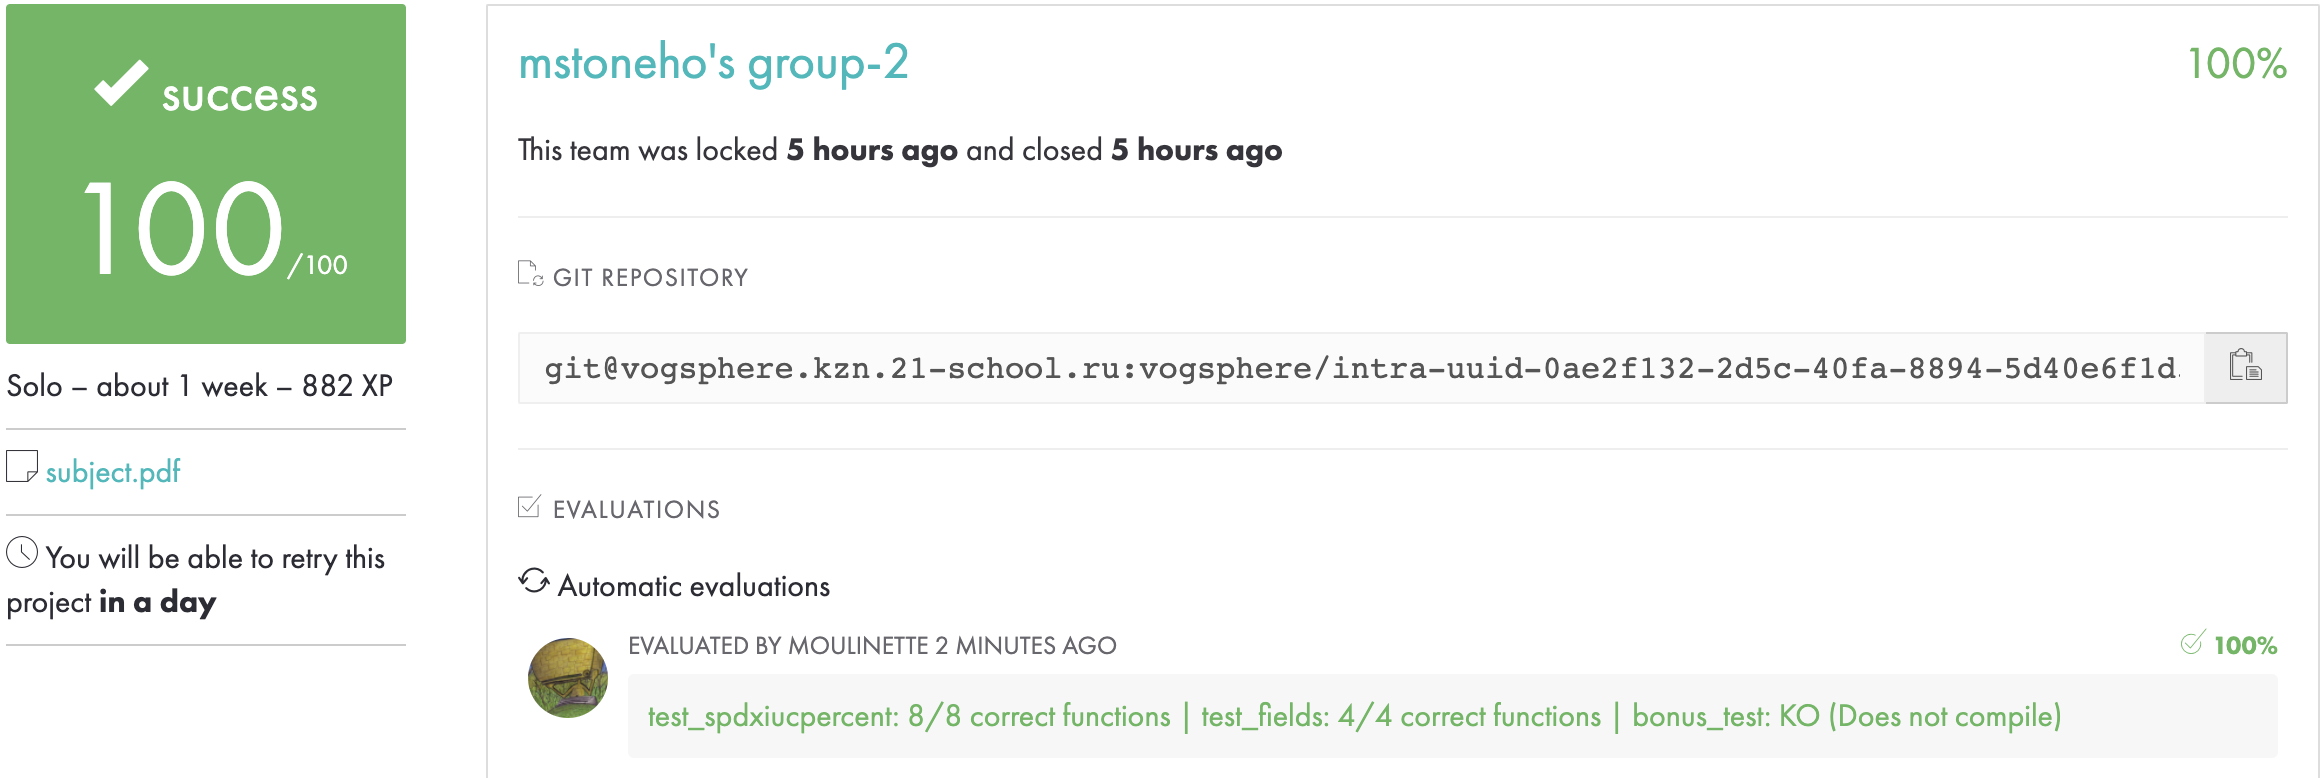 success
100/100
Solo – about 1 week – 882 XP
subject.pdf
You will be able to retry this
project in a day
mstoneho's group-2
100%
This team was locked 5 hours ago and closed 5 hours ago
GIT REPOSITORY
git@vogsphere.kzn.21-school.ru:vogsphere/intra-uuid-0ae2f132-2d5c-40fa-8894-5d40e6f1d
EVALUATIONS
Automatic evaluations
EVALUATED BY MOULINETTE 2 MINUTES AGO
100%
test_spdxiucpercent: 8/8 correct functions | test_fields: 4/4 correct functions | bonus_test: KO (Does not compile)